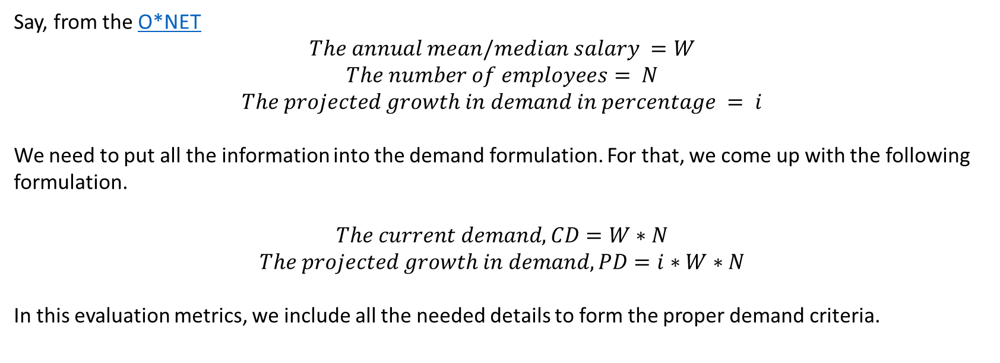 Say, from the O*NET
The annual mean/median salary = W
The number of employees = N
The projected growth in demand in percentage = i
We need to put all the information into the demand formulation. For that, we come up with the following
formulation.
The current demand, CD = W * N
The projected growth in demand, PD = i * W * N
In this evaluation metrics, we include all the needed details to form the proper demand criteria.